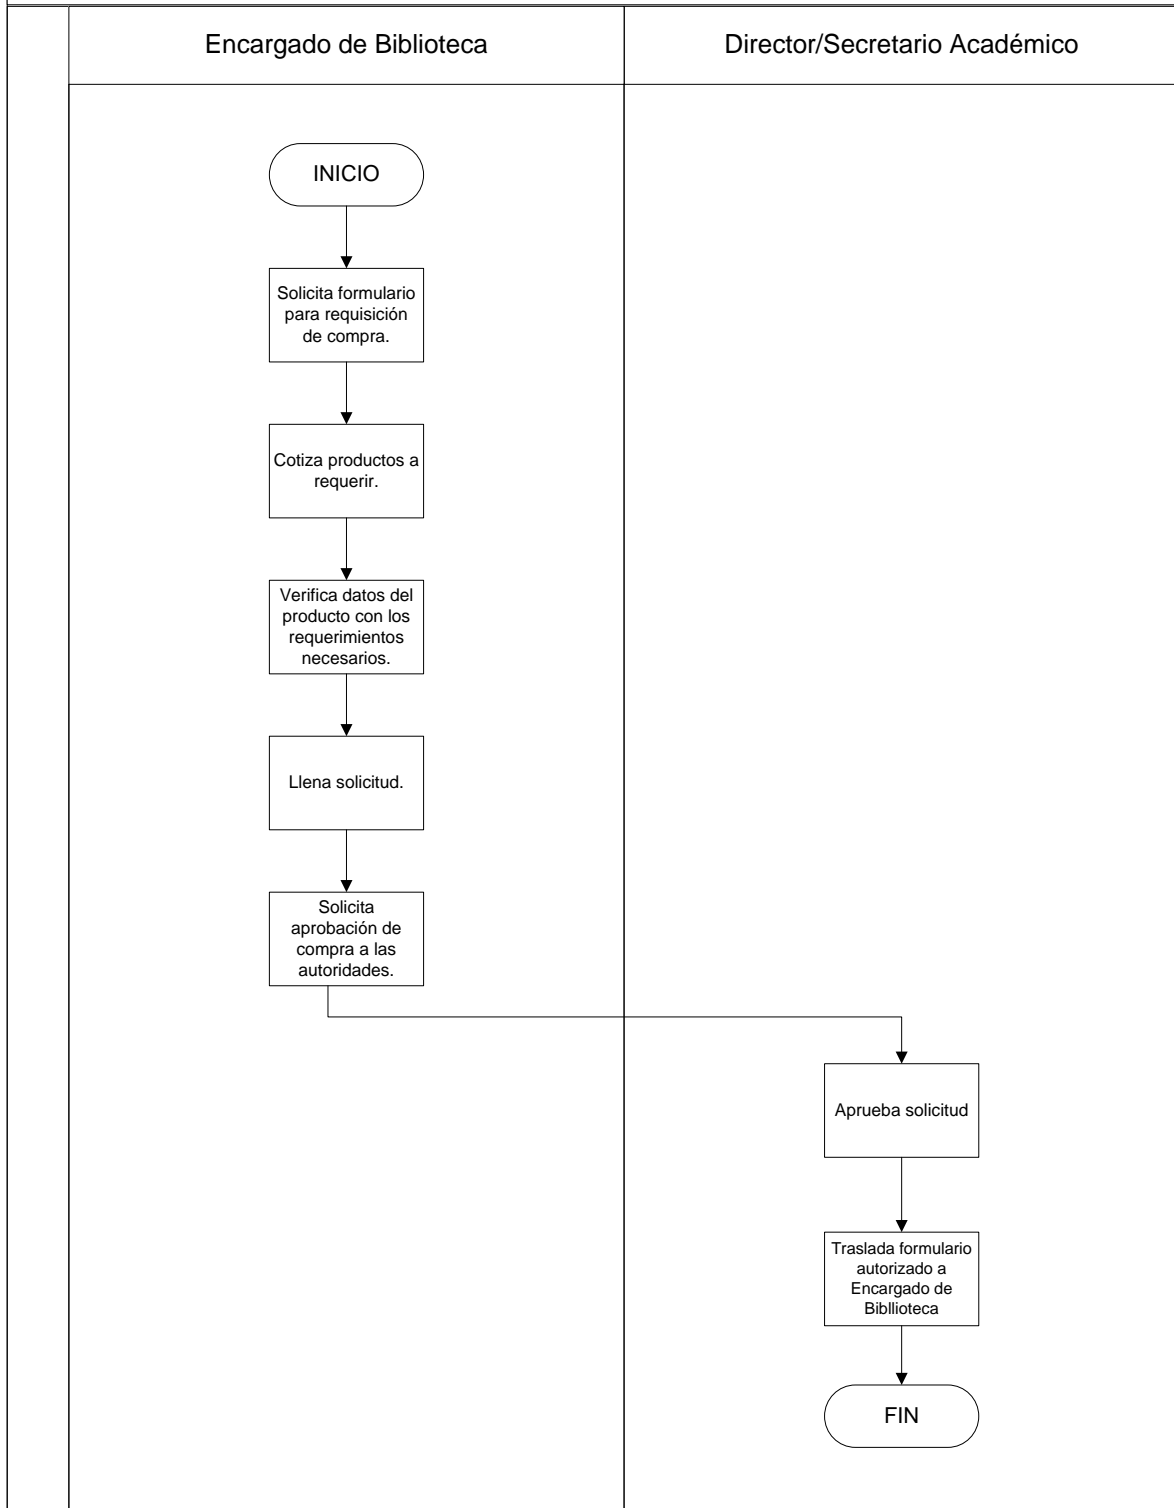 Encargado de Biblioteca
Director/Secretario Académico
INICIO
Solicita formulario
para requisición
de compra.
Cotiza productos a
requerir.
Verifica datos del
producto con los
requerimientos
necesarios.
Llena solicitud.
Solicita
aprobación de
compra a las
autoridades.
Aprueba solicitud
Traslada formulario
autorizado a
Encargado de
Bibllioteca
FIN